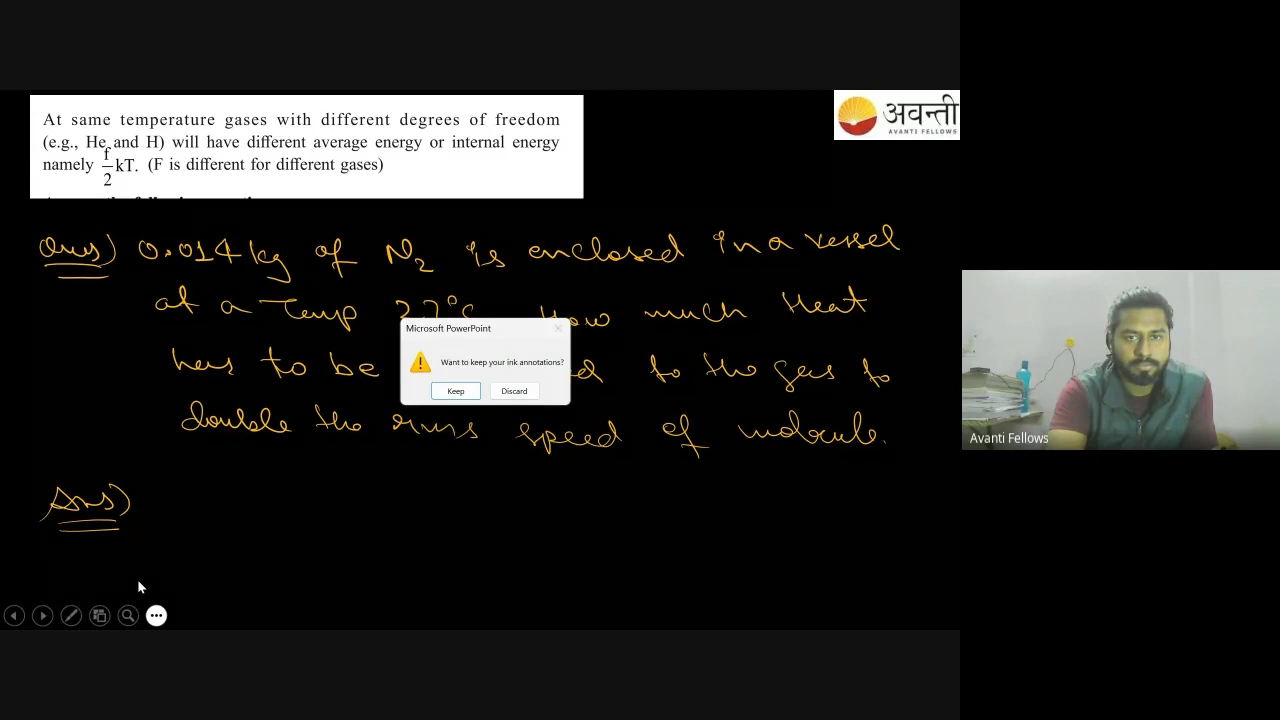 At same temperature gases with different degrees of freedom
(e.g., He and H) will have different average energy or internal energy
namely f/2 kT. (F is different for different gases)
अवन्ती
AVANTI FELLOWS
Qus) 0.014 kg of N2 is enclosed in a vessel
at a Temp 27°C How much Heat
has to be to the gas to
double the rms speed of molecule.
Ans)
Microsoft PowerPoint
Want to keep your ink annotations?
Keep
Discard
Avanti Fellows